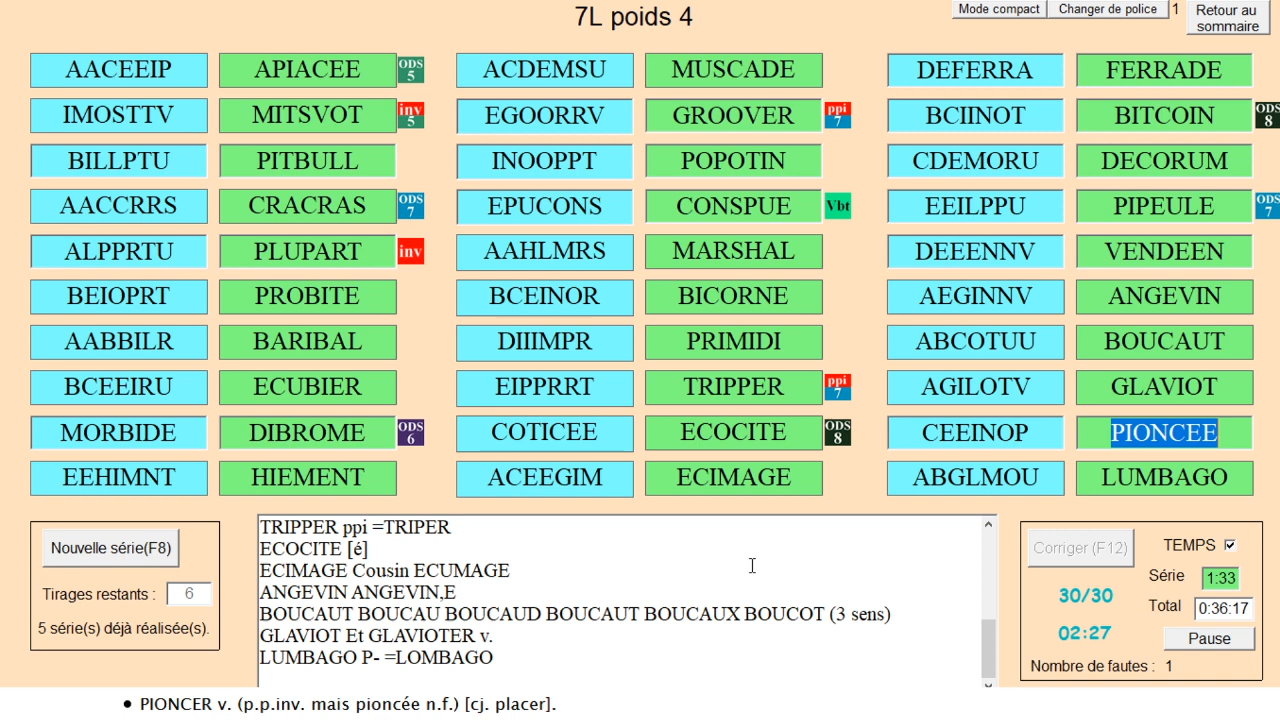 7L poids 4
Mode compact Changer de police 1 Retour au
sommaire
AACEEIP APIACEE ODS 5 ACDEMSU MUSCADE DEFERRA FERRADE
IMOSTTV MITSVOT inv 5 EGOORRV GROOVER ppi 7 BCIINOT BITCOIN ODS 8
BILLPTU PITBULL INOOPPT POPOTIN CDEMORU DECORUM
AACCRRS CRACRAS ODS 7 EPUCONS CONSPUE Vbt EEILPPU PIPEULE ODS 7
ALPPRTU PLUPART inv AAHLMRS MARSHAL DEEENNV VENDEEN
BEIOPRT PROBITE BCEINOR BICORNE AEGINNV ANGEVIN
AABBILR BARIBAL DIIIMPR PRIMIDI ABCOTUU BOUCAUT
BCEEIRU ECUBIER EIPPRRT TRIPPER ppi 7 AGILOTV GLAVIOT
MORBIDE DIBROME ODS 6 COTICEE ECOCITE ODS 8 CEEINOP PIONCEE
EEHIMNT HIEMENT ACEEGIM ECIMAGE ABGLMOU LUMBAGO
Nouvelle série(F8)
Tirages restants : 6
5 série(s) déjà réalisée(s).
TRIPPER ppi =TRIPER
ECOCITE [é]
ECIMAGE Cousin ECUMAGE
ANGEVIN ANGEVIN,E
BOUCAUT BOUCAU BOUCAUD BOUCAUT BOUCAUX BOUCOT (3 sens)
GLAVIOT Et GLAVIOTER v.
LUMBAGO P- =LOMBAGO
Corriger (F12) TEMPS
Série 1:33
30/30 Total 0:36:17
02:27 Pause
Nombre de fautes : 1
• PIONCER v. (p.p.inv. mais pioncée n.f.) [cj. placer].